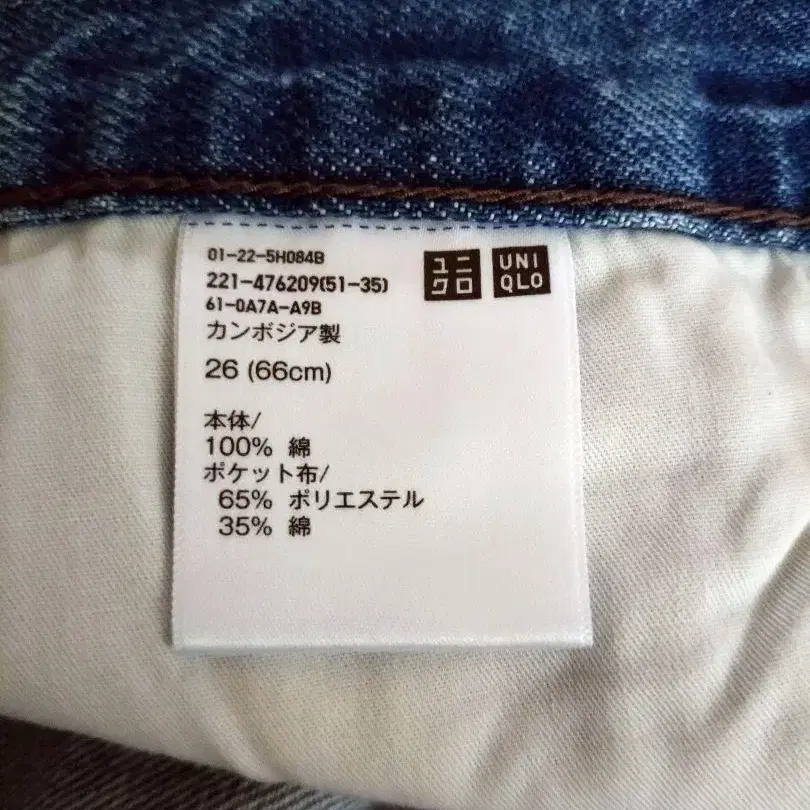 01-22-5H084B
221-476209(51-35)
61-0A7A-A9B
カンボジア製
26 (66cm)
本体/
100% 綿
ポケット布/
65% ポリエステル
35% 綿
ユニ
クロ
UNI
QLO